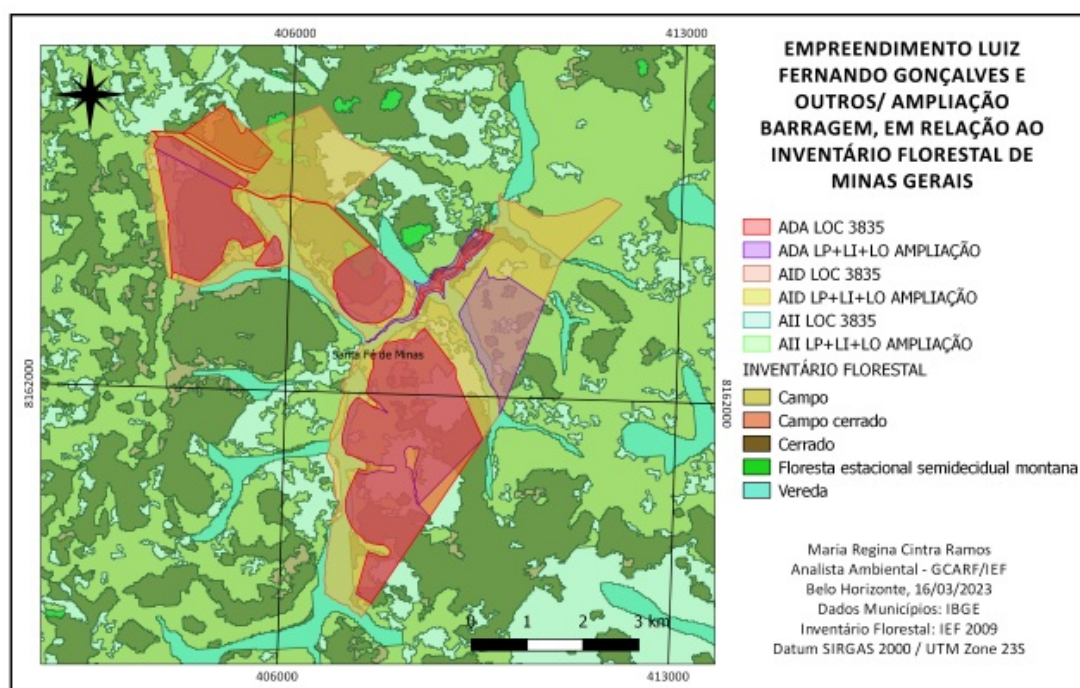 406000
413000
8162000
8162000
Santa Fé de Minas
0 1 2 3 km
406000
413000
EMPREENDIMENTO LUIZ
FERNANDO GONÇALVES E
OUTROS/ AMPLIAÇÃO
BARRAGEM, EM RELAÇÃO AO
INVENTÁRIO FLORESTAL DE
MINAS GERAIS
ADA LOC 3835
ADA LP+LI+LO AMPLIAÇÃO
AID LOC 3835
AID LP+LI+LO AMPLIAÇÃO
AII LOC 3835
AII LP+LI+LO AMPLIAÇÃO
INVENTÁRIO FLORESTAL
Campo
Campo cerrado
Cerrado
Floresta estacional semidecidual montana
Vereda
Maria Regina Cintra Ramos
Analista Ambiental - GCARF/IEF
Belo Horizonte, 16/03/2023
Dados Municípios: IBGE
Inventário Florestal: IEF 2009
Datum SIRGAS 2000 / UTM Zone 23S